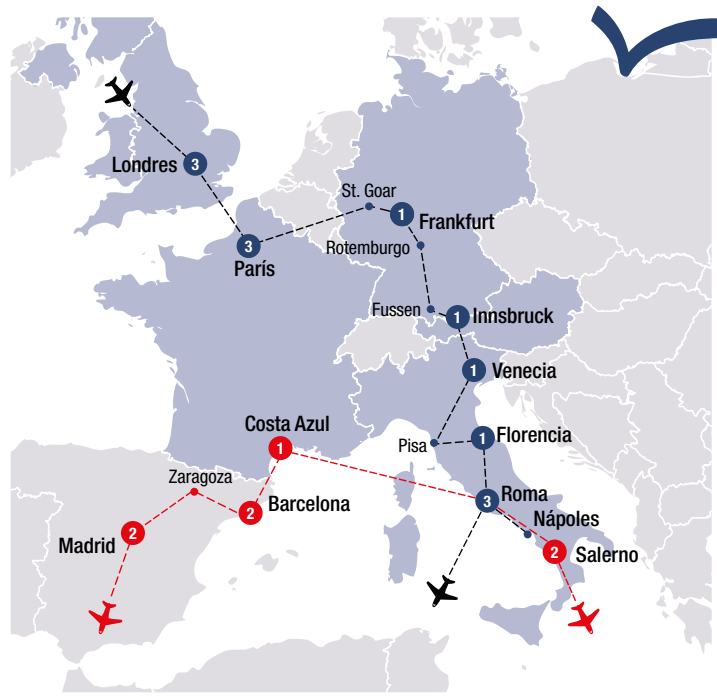 Londres
3
3
París
St. Goar
1
Frankfurt
Rotemburgo
Fussen
1
Innsbruck
1
Venecia
Costa Azul
1
Pisa
1
Florencia
Zaragoza
2
Barcelona
3
Roma
Nápoles
Madrid
2
2
Salerno